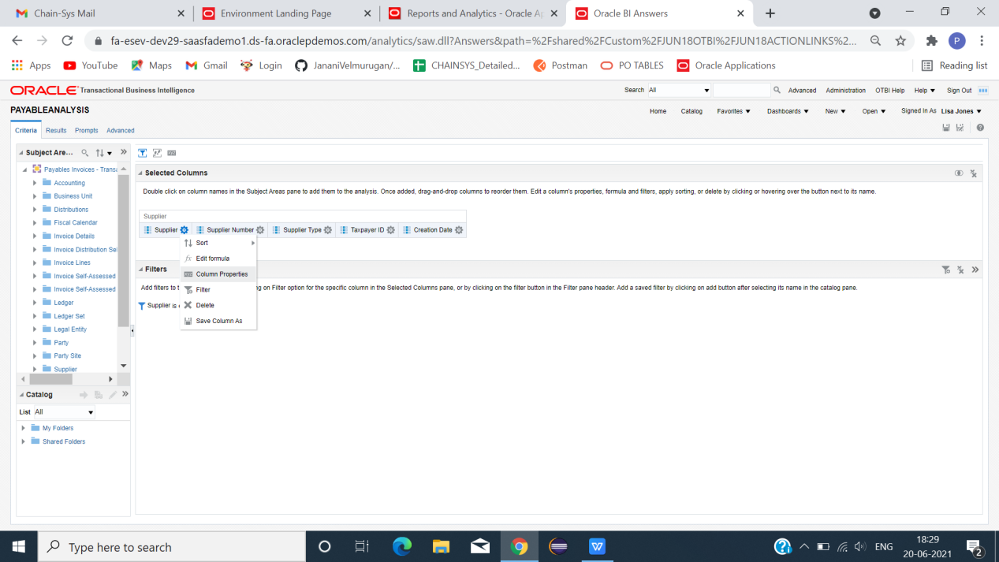 Chain-Sys Mail
Environment Landing Page
Reports and Analytics - Oracle Ap
Oracle BI Answers
fa-esev-dev29-saasfademo1.ds-fa.oraclepdemos.com/analytics/saw.dll?Answers&path=%2Fshared%2FCustom%2FJUN18OTBI%2FJUN18ACTIONLINKS%2...
P
Apps
YouTube
Maps
Gmail
Login
JananiVelmurugan/...
CHAINSYS_Detailed...
Postman
PO TABLES
Oracle Applications
Reading list
ORACLE Transactional Business Intelligence
Search All
Advanced
Administration
OTBI Help
Help
Sign Out
PAYABLEANALYSIS
Home
Catalog
Favorites
Dashboards
New
Open
Signed In As Lisa Jones
Criteria
Results
Prompts
Advanced
Subject Are...
Payables Invoices - Transa
Accounting
Business Unit
Distributions
Fiscal Calendar
Invoice Details
Invoice Distribution Sel
Invoice Lines
Invoice Self-Assessed
Invoice Self-Assessed
Ledger
Ledger Set
Legal Entity
Party
Party Site
Supplier
Catalog
List All
My Folders
Shared Folders
Selected Columns
Double click on column names in the Subject Areas pane to add them to the analysis. Once added, drag-and-drop columns to reorder them. Edit a column's properties, formula and filters, apply sorting, or delete by clicking or hovering over the button next to its name.
Supplier
Supplier
Supplier Number
Supplier Type
Taxpayer ID
Creation Date
Sort
Edit formula
Column Properties
Filter
Delete
Save Column As
Filters
Add filters to t
ng on Filter option for the specific column in the Selected Columns pane, or by clicking on the filter button in the Filter pane header. Add a saved filter by clicking on add button after selecting its name in the catalog pane.
Supplier is
Type here to search
ENG
18:29
20-06-2021
2